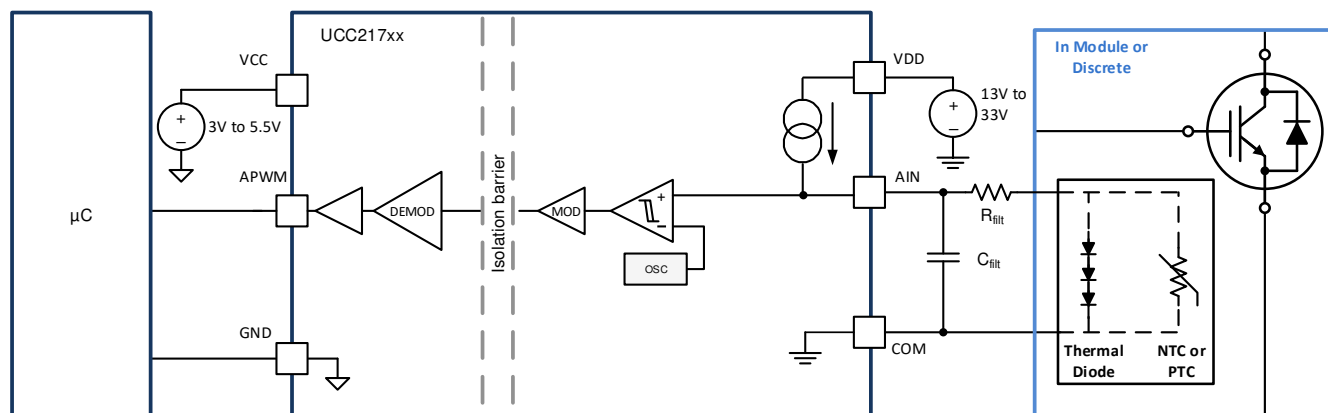 UCC217xx
In Module or
Discrete
VCC
VDD
+
3V to 5.5V
−
+
13V to
33V
−
APWM
AIN
μC
DEMOD
Isolation barrier
MOD
+
−
Rfilt
OSC
Cfilt
GND
COM
Thermal
Diode
NTC or
PTC